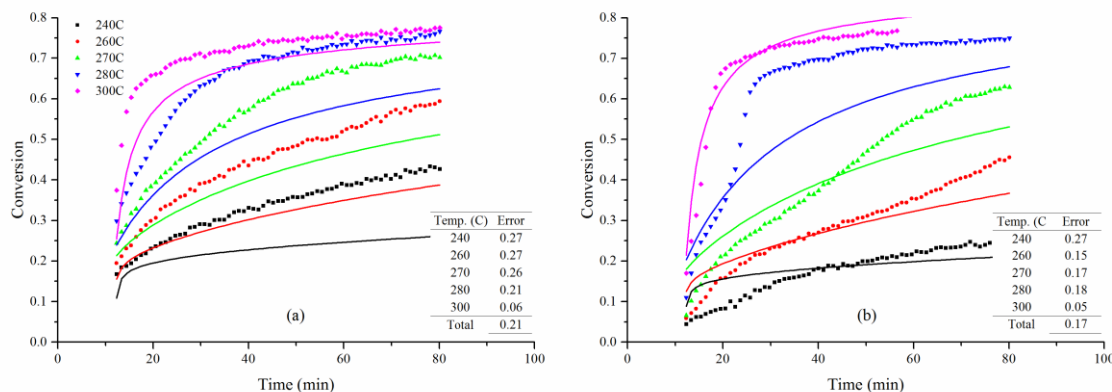 0.8
0.7
0.6
0.5
0.4
0.3
0.2
0.1
0.0
Conversion
240C
260C
270C
280C
300C
Temp. (C) Error
240 0.27
260 0.27
270 0.26
280 0.21
300 0.06
Total 0.21
(a)
0 20 40 60 80 100
Time (min)
0.8
0.7
0.6
0.5
0.4
0.3
0.2
0.1
0.0
Conversion
Temp. (C Error
240 0.27
260 0.15
270 0.17
280 0.18
300 0.05
Total 0.17
(b)
0 20 40 60 80 100
Time (min)